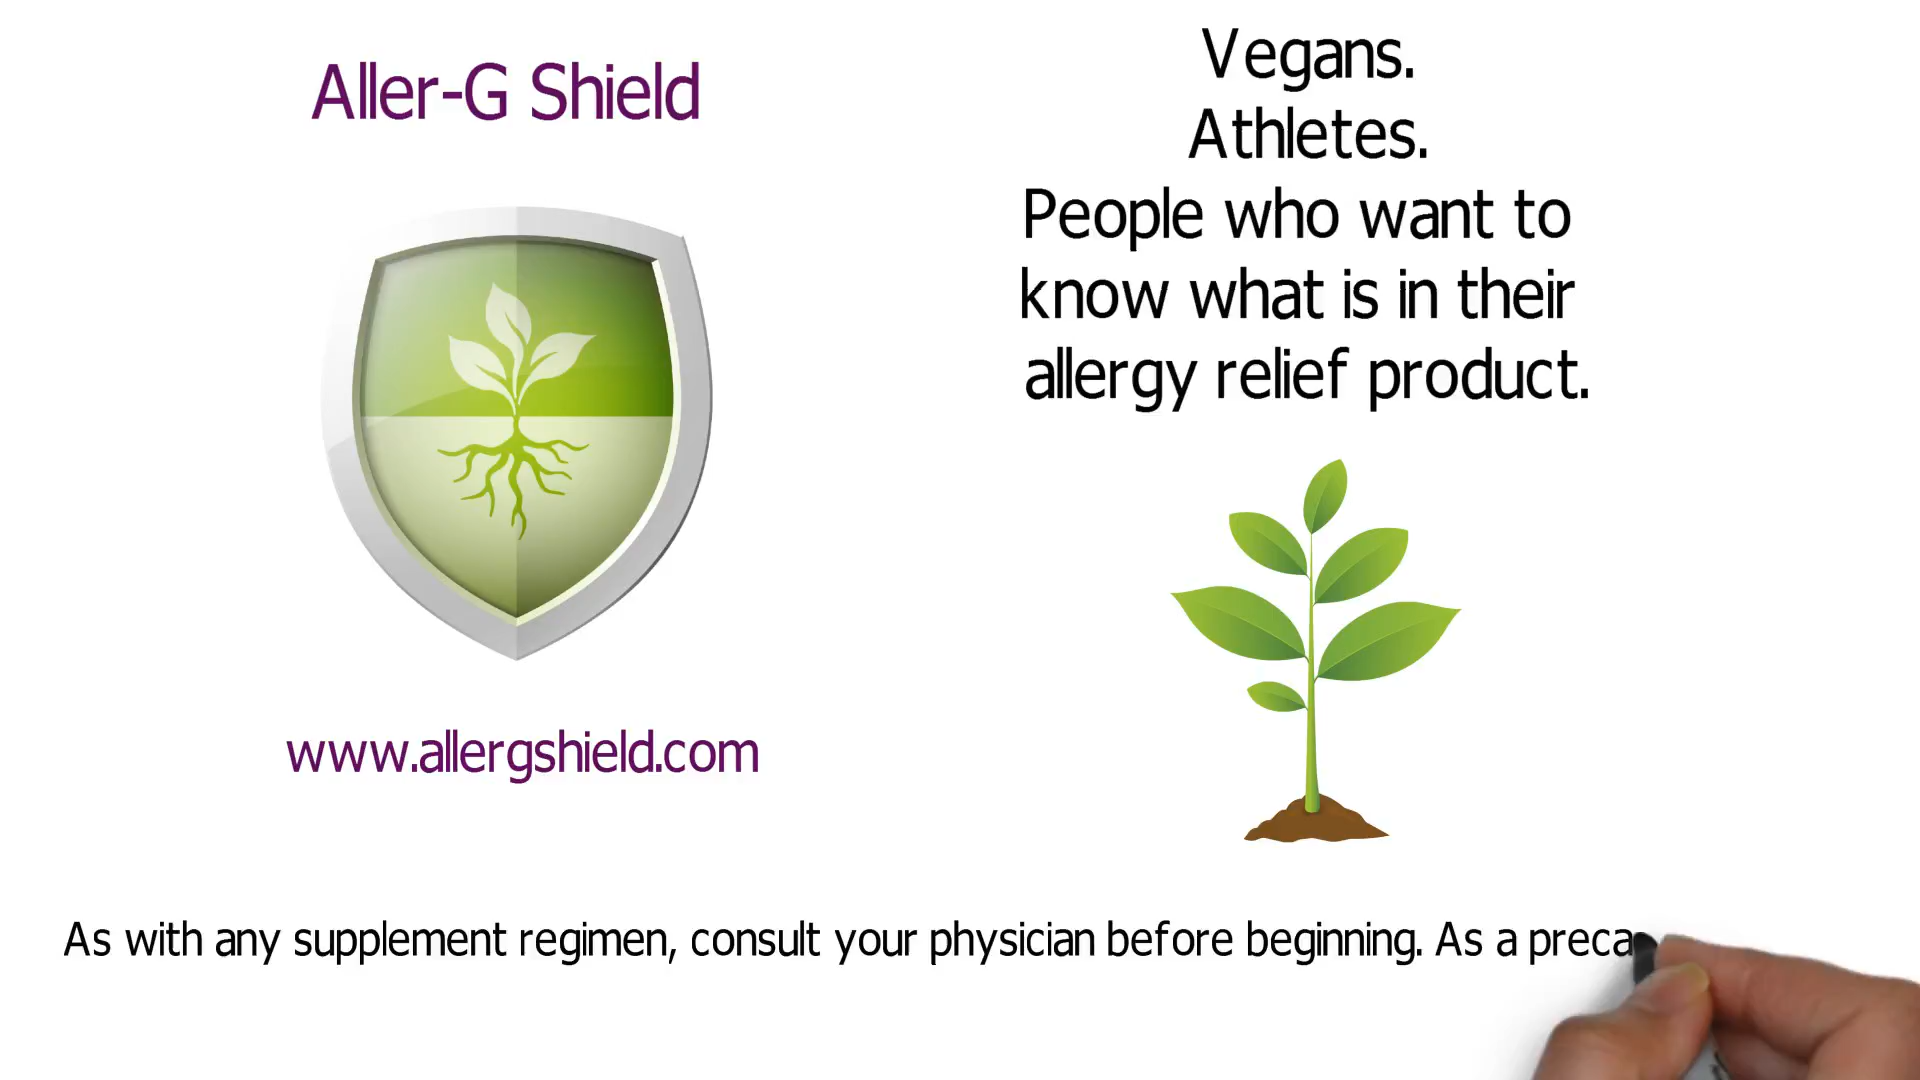 Aller-G Shield
www.allergshield.com
Vegans.
Athletes.
People who want to
know what is in their
allergy relief product.
As with any supplement regimen, consult your physician before beginning. As a